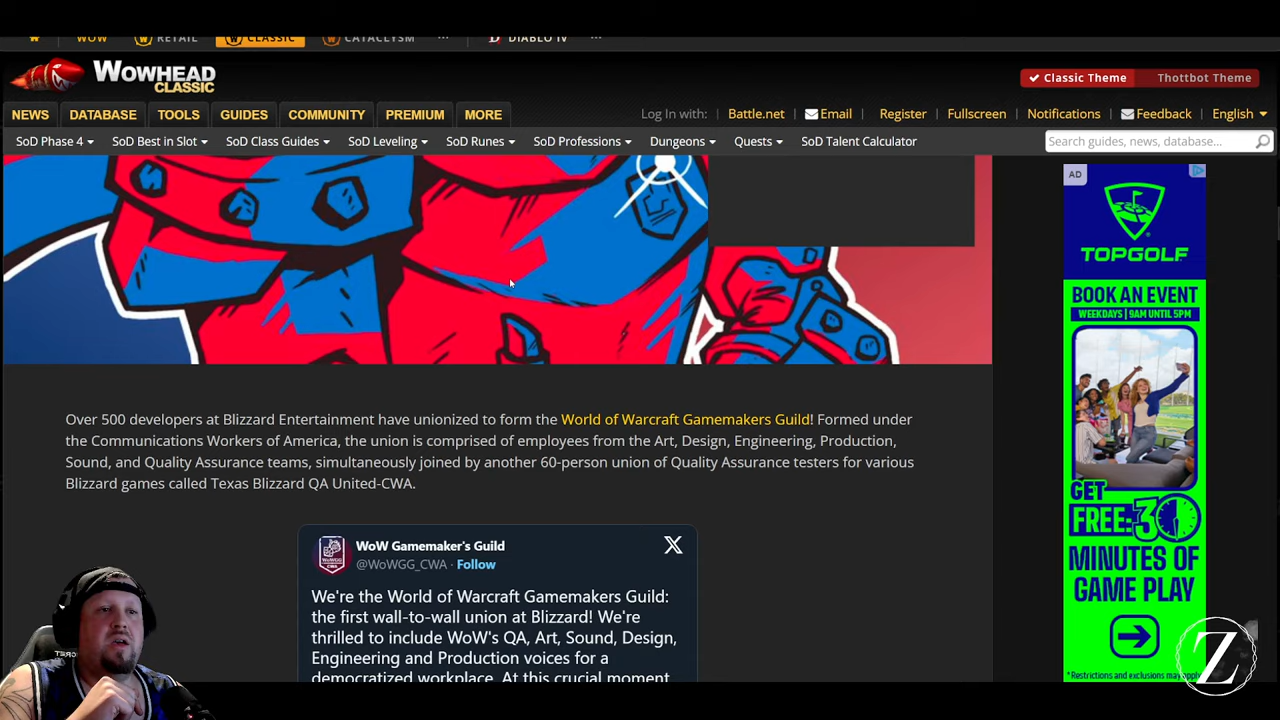 WOW RETAIL CLASSIC CATACLYSM ... DIABLO IV ...
WOWHEAD
CLASSIC
Classic Theme Thottbot Theme
NEWS DATABASE TOOLS GUIDES COMMUNITY PREMIUM MORE
Log In with: Battle.net Email Register Fullscreen Notifications Feedback English
SoD Phase 4 SoD Best in Slot SoD Class Guides SoD Leveling SoD Runes SoD Professions Dungeons Quests SoD Talent Calculator
Search guides, news, database...
AD
TOPGOLF
BOOK AN EVENT
WEEKDAYS | 9AM UNTIL 5PM
GET
FREE: 30
MINUTES OF
GAME PLAY
*Restrictions and exclusions may apply
Over 500 developers at Blizzard Entertainment have unionized to form the World of Warcraft Gamemakers Guild! Formed under
the Communications Workers of America, the union is comprised of employees from the Art, Design, Engineering, Production,
Sound, and Quality Assurance teams, simultaneously joined by another 60-person union of Quality Assurance testers for various
Blizzard games called Texas Blizzard QA United-CWA.
WoW Gamemaker's Guild
@WoWGG_CWA · Follow
We're the World of Warcraft Gamemakers Guild:
the first wall-to-wall union at Blizzard! We're
thrilled to include WoW's QA, Art, Sound, Design,
Engineering and Production voices for a
democratized workplace. At this crucial moment
Z